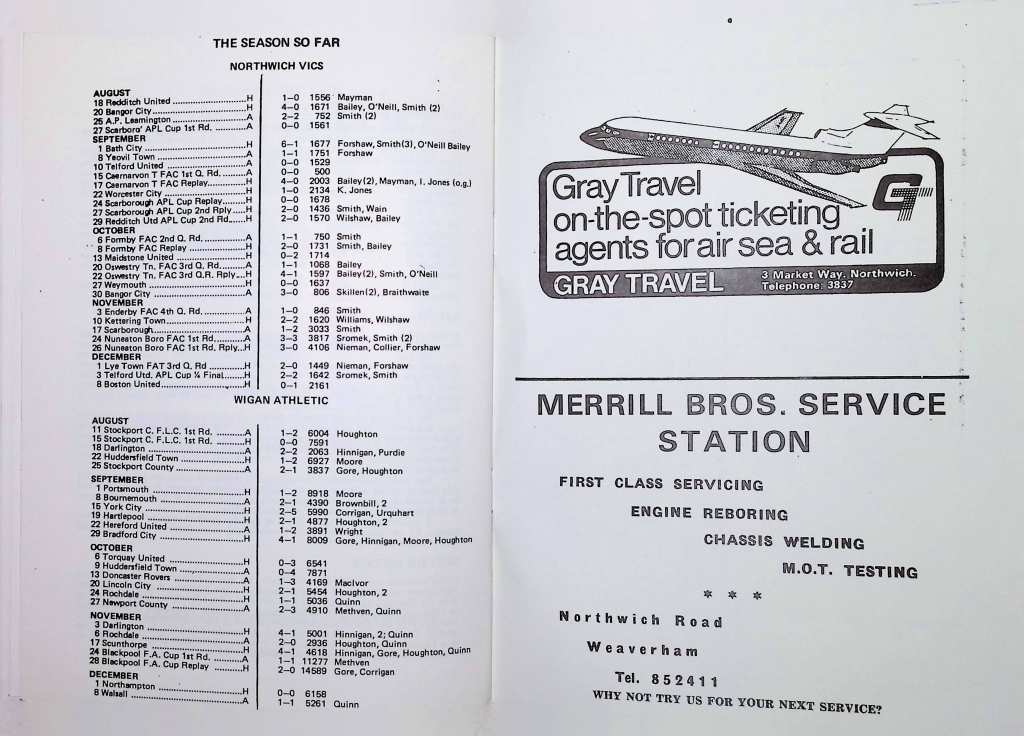 THE SEASON SO FAR
NORTHWICH VICS
AUGUST
18 Redditch United ........................H 1—0 1556 Mayman
20 Bangor City..............................H 4—0 1671 Bailey, O'Neill, Smith (2)
25 A.P. Leamington .......................A 2—2 752 Smith (2)
27 Scarboro' APL Cup 1st Rd. ..........A 0—0 1561
SEPTEMBER
1 Bath City .................................H 6—1 1677 Forshaw, Smith(3), O'Neill Bailey
8 Yeovil Town .............................A 1—1 1751 Forshaw
10 Telford United .........................A 0—0 1529
15 Caernarvon T FAC 1st Q. Rd........A 0—0 500
17 Caernarvon T FAC Replay...........H 4—0 2003 Bailey(2), Mayman, I. Jones (o.g.)
22 Worcester City .........................H 1—0 2134 K. Jones
24 Scarborough APL Cup Replay......H 0—0 1678
27 Scarborough APL Cup 2nd Rply....H 2—0 1436 Smith, Wain
29 Redditch Utd APL Cup 2nd Rd......H 2—0 1570 Wilshaw, Bailey
OCTOBER
6 Formby FAC 2nd Q. Rd...............A 1—1 750 Smith
8 Formby FAC Replay ..................H 2—0 1731 Smith, Bailey
13 Maidstone United .....................H 0—2 1714
20 Oswestry Tn. FAC 3rd Q. Rd........A 1—1 1068 Bailey
22 Oswestry Tn. FAC 3rd Q.R. Rply...H 4—1 1597 Bailey(2), Smith, O'Neill
27 Weymouth ..............................H 0—0 1637
30 Bangor City .............................A 3—0 806 Skillen(2), Braithwaite
NOVEMBER
3 Enderby FAC 4th Q. Rd..............A 1—0 846 Smith
10 Kettering Town.........................H 2—2 1620 Williams, Wilshaw
17 Scarborough............................A 1—2 3033 Smith
24 Nuneaton Boro FAC 1st Rd..........A 3—3 3817 Sromek, Smith (2)
26 Nuneaton Boro FAC 1st Rd. Rply...H 3—0 4106 Nieman, Collier, Forshaw
DECEMBER
1 Lye Town FAT 3rd Q. Rd ............H 2—0 1449 Nieman, Forshaw
3 Telford Utd. APL Cup ¼ Final.......H 2—2 1642 Sromek, Smith
8 Boston United..........................H 0—1 2161
WIGAN ATHLETIC
AUGUST
11 Stockport C. F.L.C. 1st Rd. ..........A 1—2 6004 Houghton
15 Stockport C. F.L.C. 1st Rd. ..........H 0—0 7591
18 Darlington ..............................A 2—2 2063 Hinnigan, Purdie
22 Huddersfield Town ...................H 1—2 6927 Moore
25 Stockport County .....................A 2—1 3837 Gore, Houghton
SEPTEMBER
1 Portsmouth .............................H 1—2 8918 Moore
8 Bournemouth ..........................A 2—1 4390 Brownbill, 2
15 York City ...............................H 2—5 5990 Corrigan, Urquhart
19 Hartlepool ..............................H 2—1 4877 Houghton, 2
22 Hereford United .......................A 1—2 3891 Wright
29 Bradford City ..........................H 4—1 8009 Gore, Hinnigan, Moore, Houghton
OCTOBER
6 Torquay United .......................H 0—3 6541
9 Huddersfield Town ...................A 0—4 7871
13 Doncaster Rovers .....................A 1—3 4169 MacIvor
20 Lincoln City ............................H 2—1 5454 Houghton, 2
24 Rochdale ................................H 1—1 5036 Quinn
27 Newport County ......................A 2—3 4910 Methven, Quinn
NOVEMBER
3 Darlington ..............................H 4—1 5001 Hinnigan, 2; Quinn
6 Rochdale ................................A 2—0 2936 Houghton, Quinn
17 Scunthorpe .............................H 4—1 4618 Hinnigan, Gore, Houghton, Quinn
24 Blackpool F.A. Cup 1st Rd. .........A 1—1 11277 Methven
28 Blackpool F.A. Cup Replay .........H 2—0 14589 Gore, Corrigan
DECEMBER
1 Northampton ..........................H 0—0 6158
8 Walsall ...................................A 1—1 5261 Quinn
Gray Travel
on-the-spot ticketing
agents for air sea & rail
GRAY TRAVEL
3 Market Way. Northwich.
Telephone: 3837
G
MERRILL BROS. SERVICE
STATION
FIRST CLASS SERVICING
ENGINE REBORING
CHASSIS WELDING
M.O.T. TESTING
* * *
Northwich Road
Weaverham
Tel. 852411
WHY NOT TRY US FOR YOUR NEXT SERVICE?